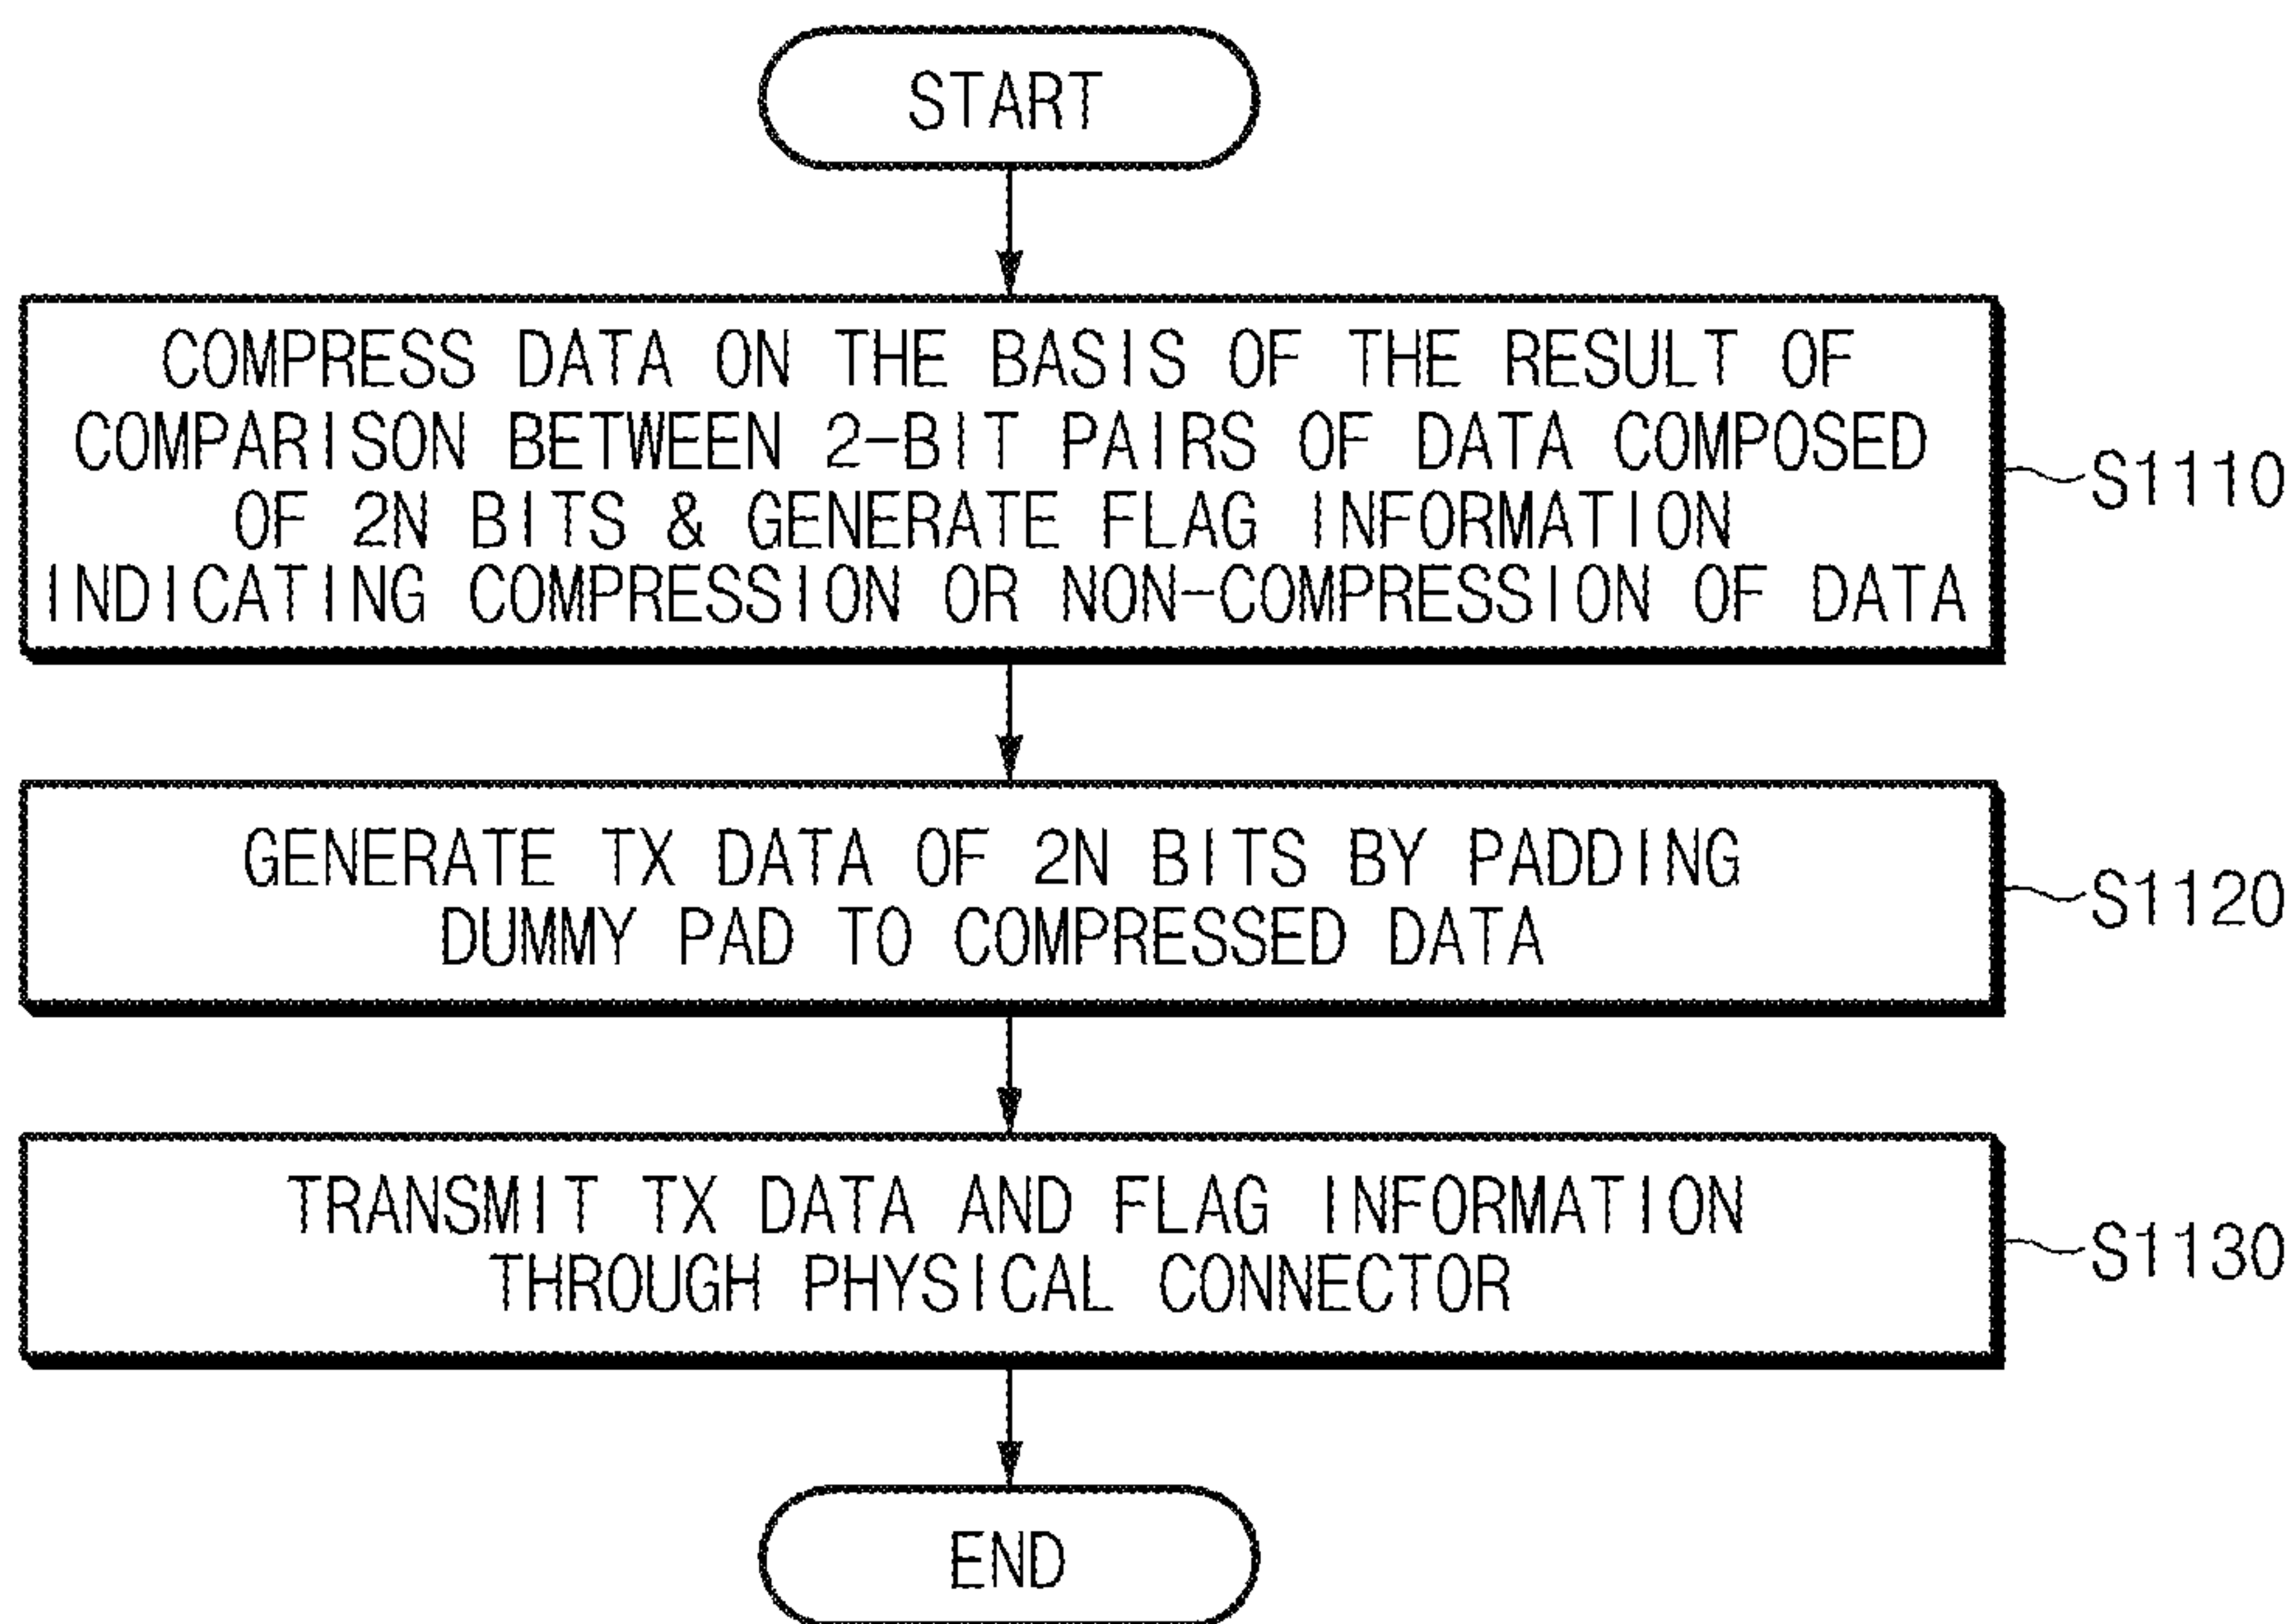 START
COMPRESS DATA ON THE BASIS OF THE RESULT OF
COMPARISON BETWEEN 2-BIT PAIRS OF DATA COMPOSED
OF 2N BITS & GENERATE FLAG INFORMATION
INDICATING COMPRESSION OR NON-COMPRESSION OF DATA
S1110
GENERATE TX DATA OF 2N BITS BY PADDING
DUMMY PAD TO COMPRESSED DATA
S1120
TRANSMIT TX DATA AND FLAG INFORMATION
THROUGH PHYSICAL CONNECTOR
S1130
END